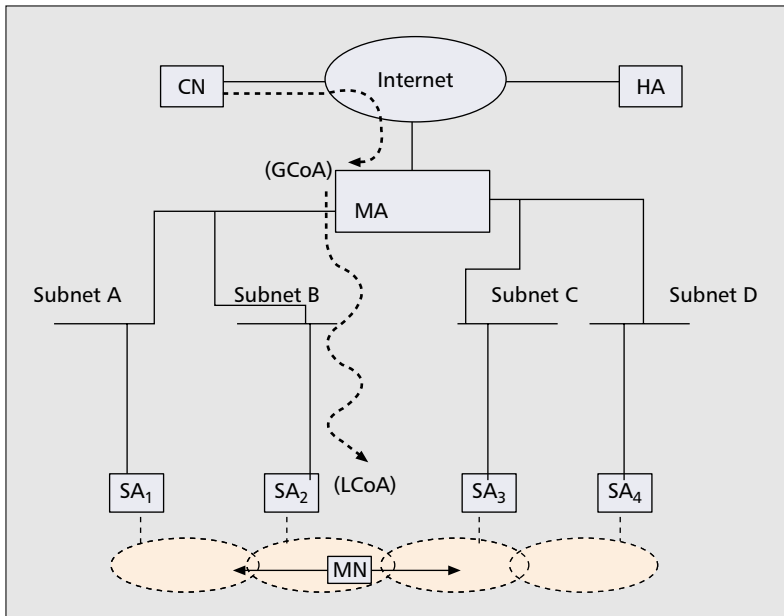 CN
Internet
HA
(GCoA)
MA
Subnet A
Subnet B
Subnet C
Subnet D
SA1
SA2
(LCoA)
SA3
SA4
MN